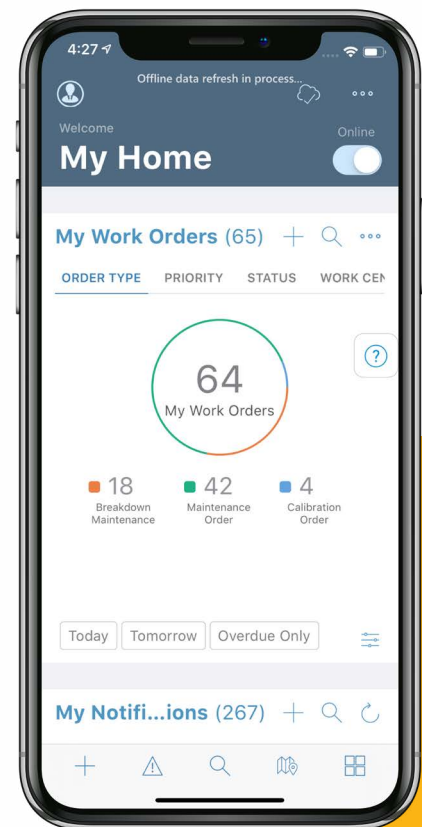 4:27
Offline data refresh in process...
Welcome
Online
My Home
My Work Orders (65)
ORDER TYPE PRIORITY STATUS WORK CEN
64
My Work Orders
18 42 4
Breakdown Maintenance Calibration
Maintenance Order Order
Today Tomorrow Overdue Only
My Notifi...ions (267)